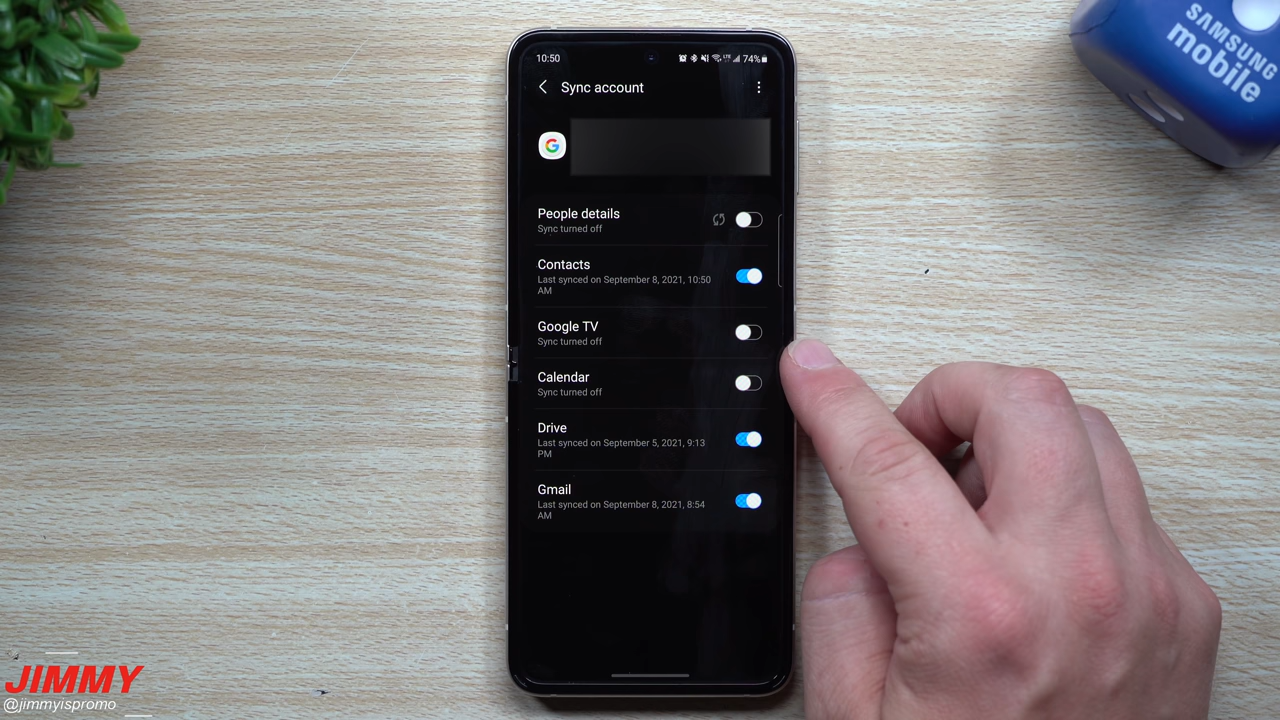 SAMSUNG
mobile
10:50
LTE
74%
Sync account
G
People details
Sync turned off
Contacts
Last synced on September 8, 2021, 10:50
AM
Google TV
Sync turned off
Calendar
Sync turned off
Drive
Last synced on September 5, 2021, 9:13
PM
Gmail
Last synced on September 8, 2021, 8:54
AM
JIMMY
@jimmyispromo